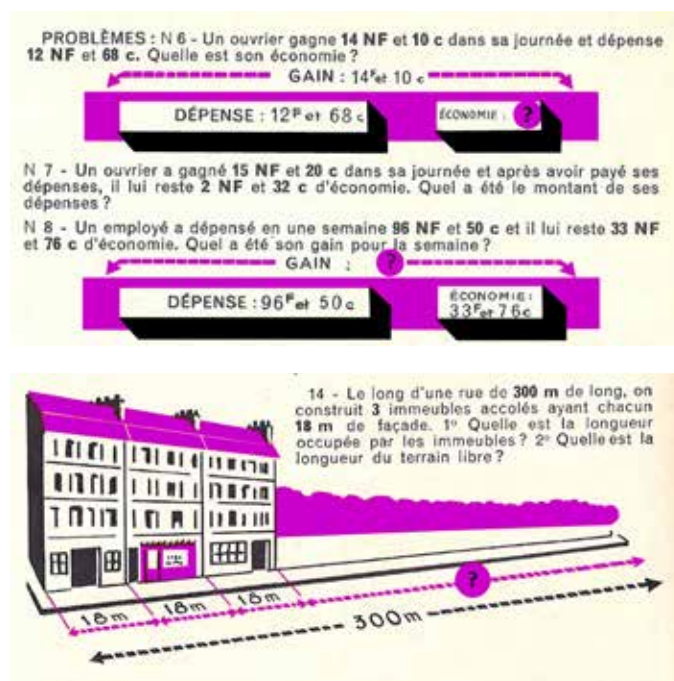 PROBLÈMES : N 6 - Un ouvrier gagne 14 NF et 10 c dans sa journée et dépense
12 NF et 68 c. Quelle est son économie ?
GAIN : 14F et 10 c
DÉPENSE : 12F et 68 c
ÉCONOMIE : ?
N 7 - Un ouvrier a gagné 15 NF et 20 c dans sa journée et après avoir payé ses
dépenses, il lui reste 2 NF et 32 c d'économie. Quel a été le montant de ses
dépenses ?
N 8 - Un employé a dépensé en une semaine 96 NF et 50 c et il lui reste 33 NF
et 76 c d'économie. Quel a été son gain pour la semaine ?
GAIN : ?
DÉPENSE : 96F et 50 c
ÉCONOMIE :
33F et 76 c
14 - Le long d'une rue de 300 m de long, on
construit 3 immeubles accolés ayant chacun
18 m de façade. 1º Quelle est la longueur
occupée par les immeubles ? 2º Quelle est la
longueur du terrain libre ?
?
18m 18m 18m
300m